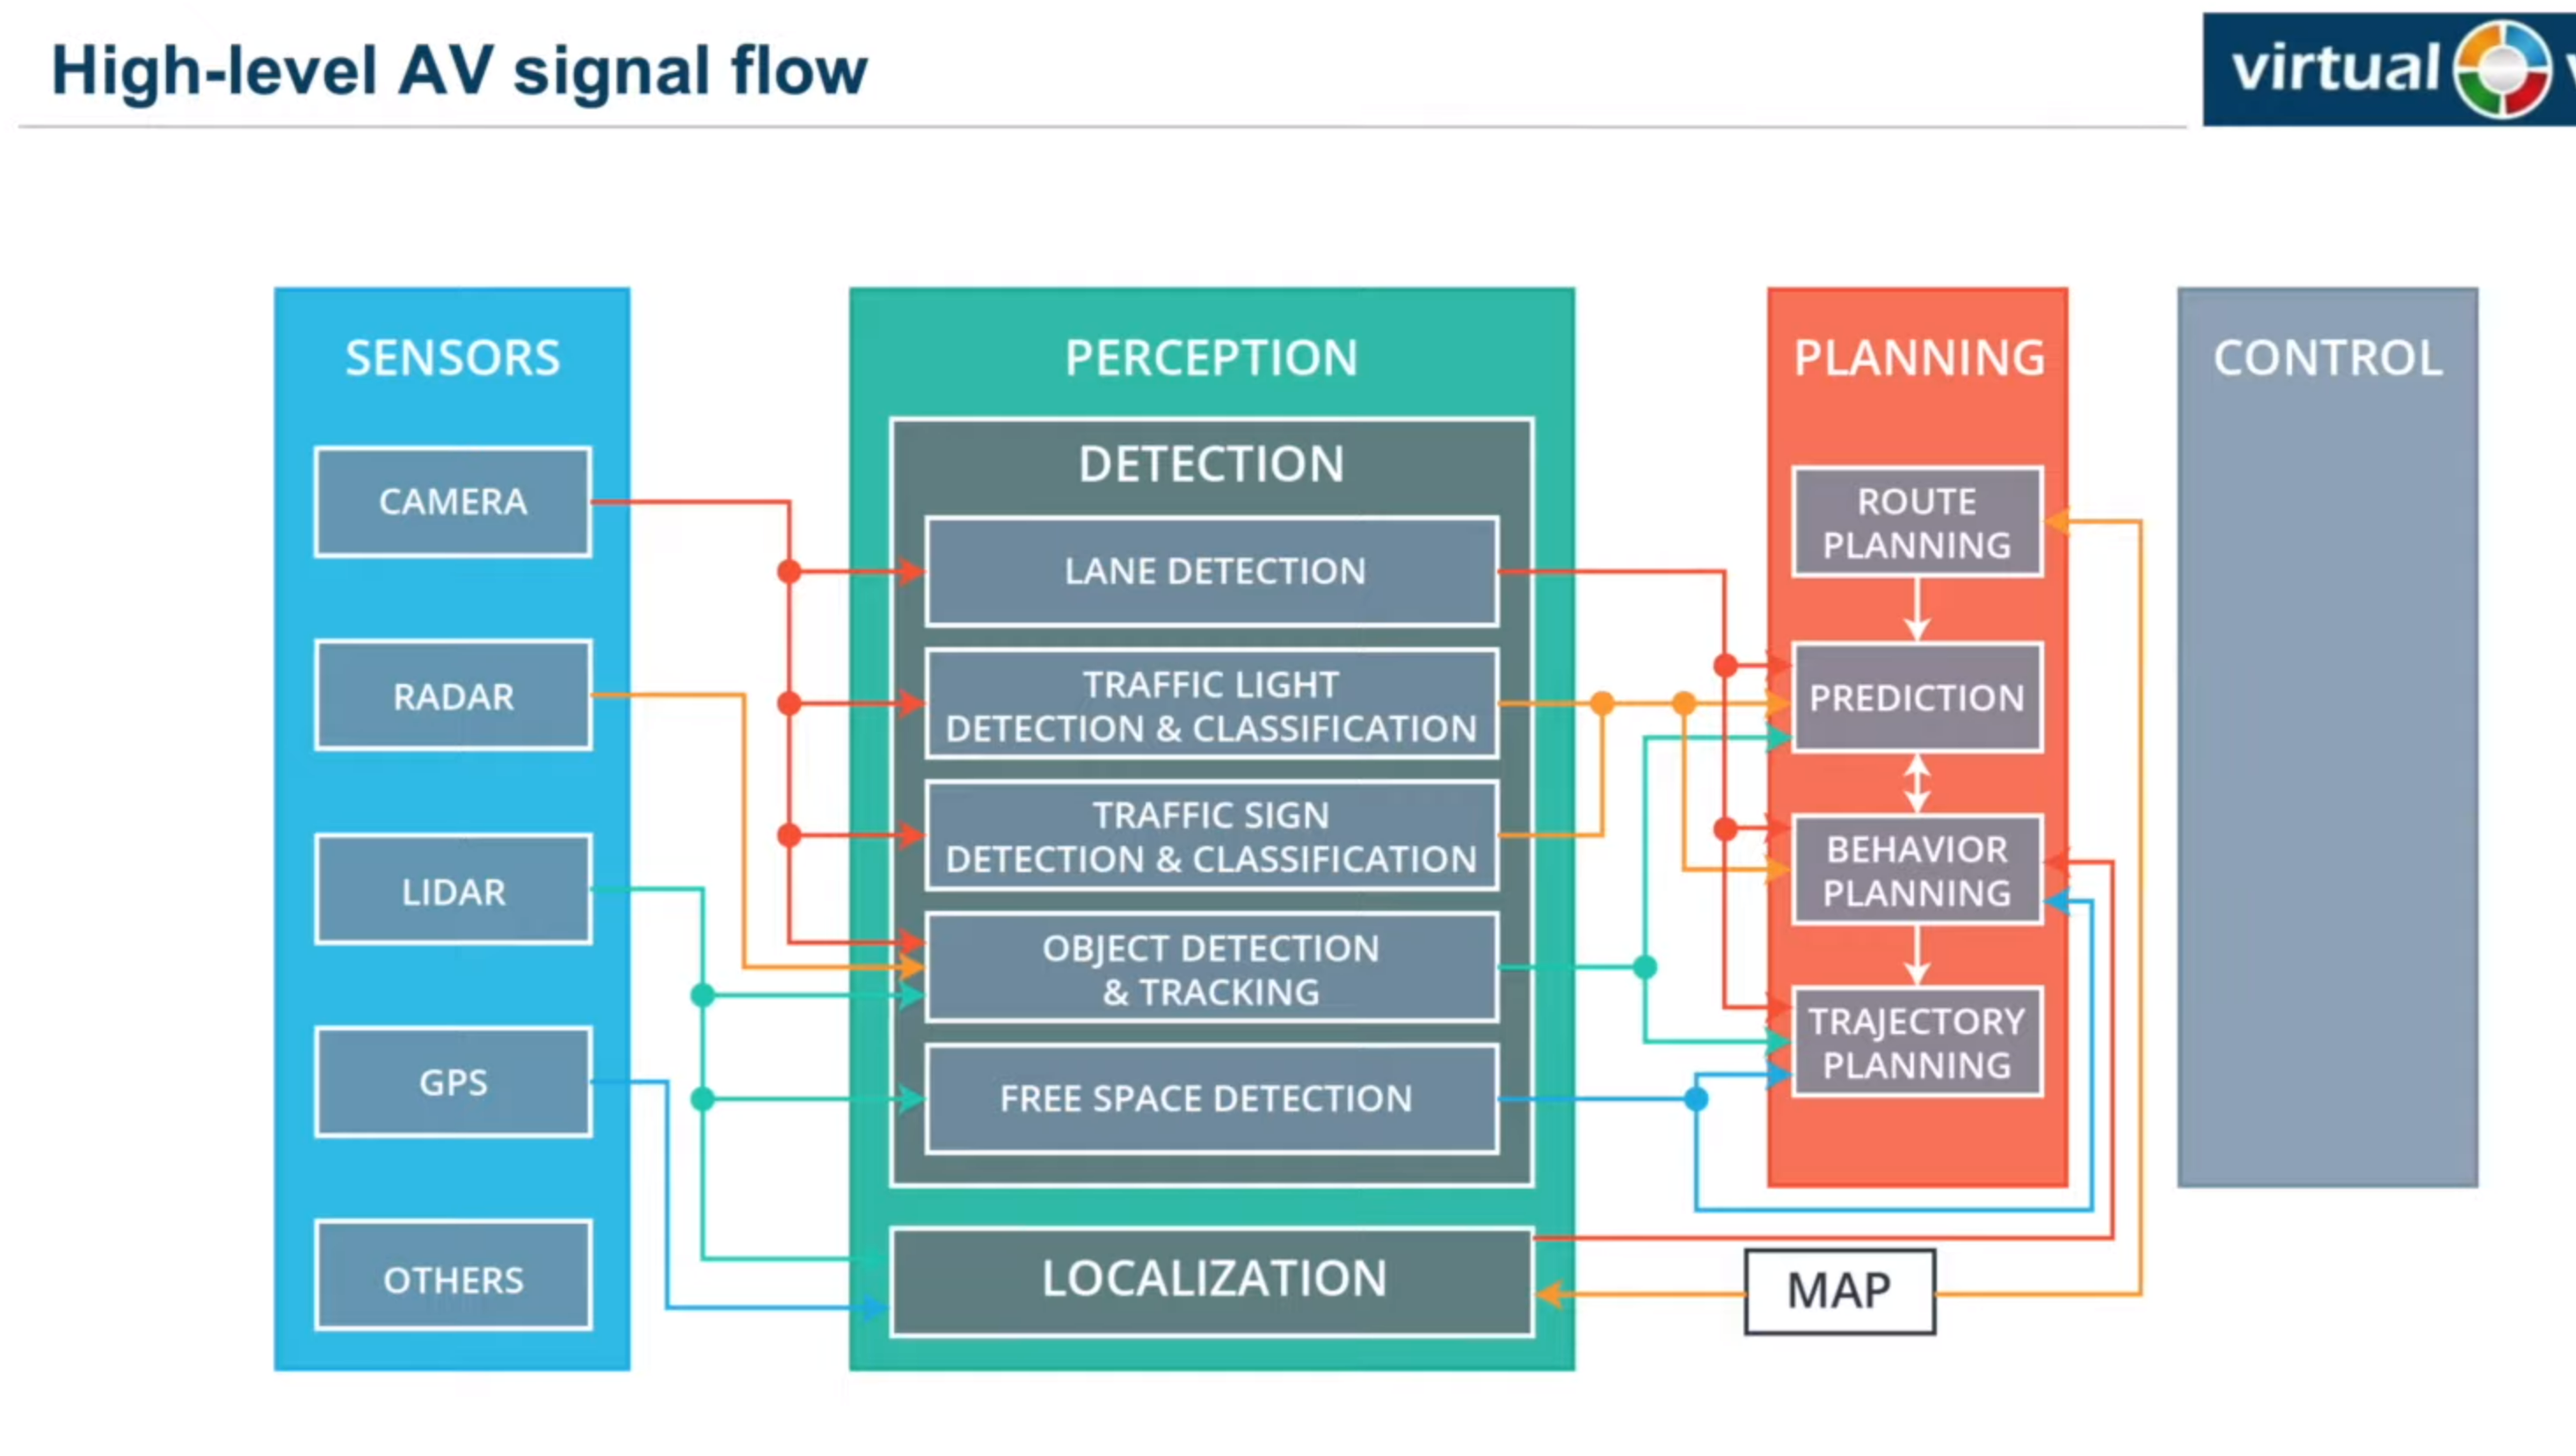 High-level AV signal flow
virtual
SENSORS
CAMERA
RADAR
LIDAR
GPS
OTHERS
PERCEPTION
DETECTION
LANE DETECTION
TRAFFIC LIGHT
DETECTION & CLASSIFICATION
TRAFFIC SIGN
DETECTION & CLASSIFICATION
OBJECT DETECTION
& TRACKING
FREE SPACE DETECTION
LOCALIZATION
PLANNING
ROUTE
PLANNING
PREDICTION
BEHAVIOR
PLANNING
TRAJECTORY
PLANNING
MAP
CONTROL